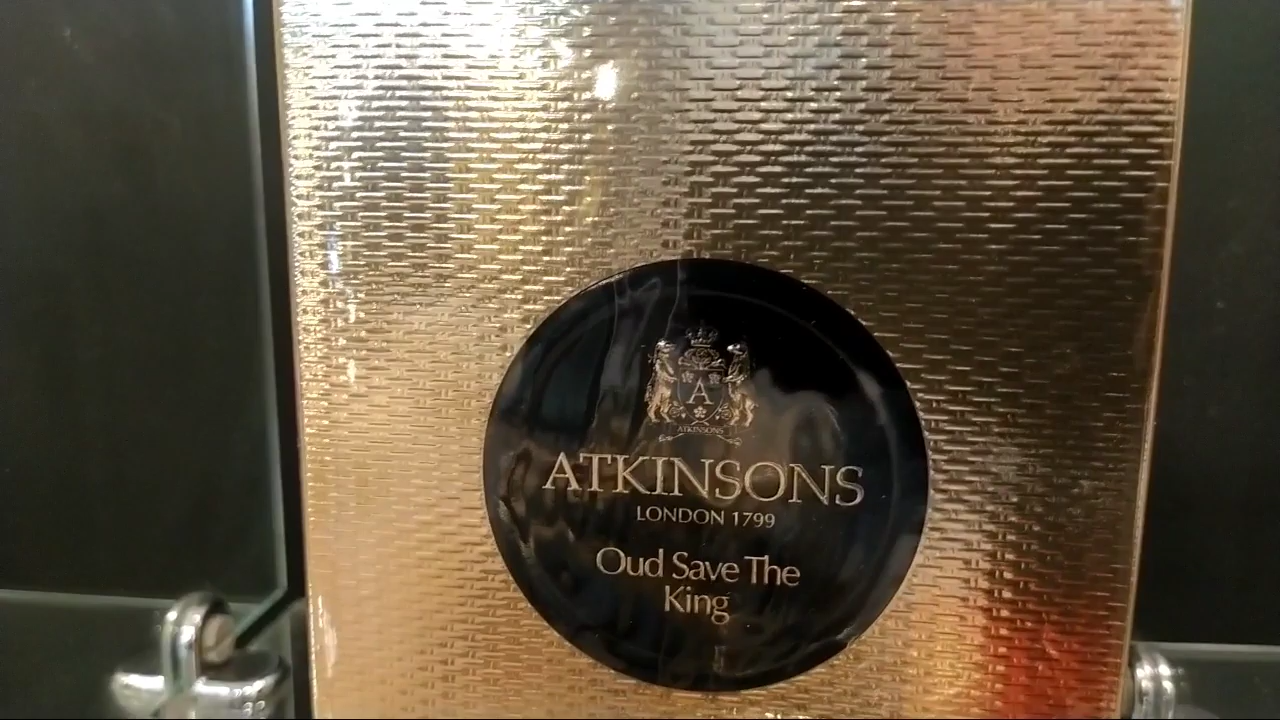 A
ATKINSONS
ATKINSONS
LONDON 1799
Oud Save The
King